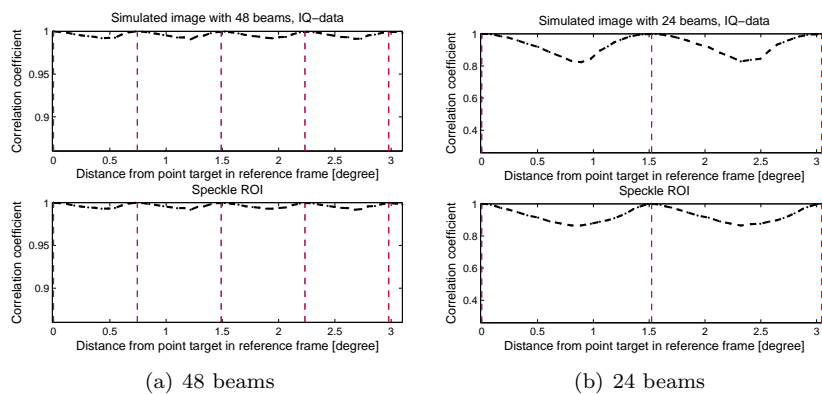 Simulated image with 48 beams, IQ−data
1
0.95
0.9
Correlation coefficient
0 0.5 1 1.5 2 2.5 3
Distance from point target in reference frame [degree]
Speckle ROI
1
0.95
0.9
Correlation coefficient
0 0.5 1 1.5 2 2.5 3
Distance from point target in reference frame [degree]
(a) 48 beams
Simulated image with 24 beams, IQ−data
1
0.8
0.6
0.4
Correlation coefficient
0 0.5 1 1.5 2 2.5 3
Distance from point target in reference frame [degree]
Speckle ROI
1
0.8
0.6
0.4
Correlation coefficient
0 0.5 1 1.5 2 2.5 3
Distance from point target in reference frame [degree]
(b) 24 beams